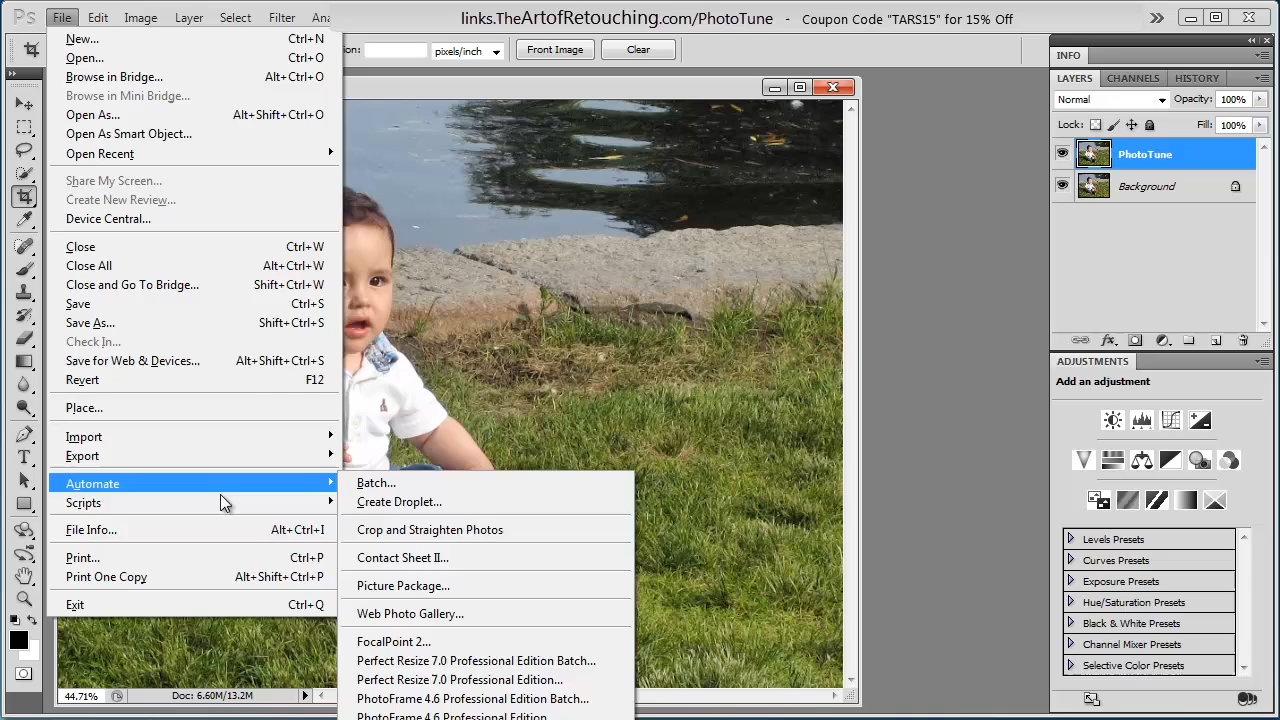 Ps File Edit Image Layer Select Filter Ana links.TheArtofRetouching.com/PhotoTune - Coupon Code "TARS15" for 15% Off
pixels/inch Front Image Clear
New... Ctrl+N
Open... Ctrl+O
Browse in Bridge... Alt+Ctrl+O
Browse in Mini Bridge...
Open As... Alt+Shift+Ctrl+O
Open As Smart Object...
Open Recent
Share My Screen...
Create New Review...
Device Central...
Close Ctrl+W
Close All Alt+Ctrl+W
Close and Go To Bridge... Shift+Ctrl+W
Save Ctrl+S
Save As... Shift+Ctrl+S
Check In...
Save for Web & Devices... Alt+Shift+Ctrl+S
Revert F12
Place...
Import
Export
Automate
Scripts
File Info... Alt+Ctrl+I
Print... Ctrl+P
Print One Copy Alt+Shift+Ctrl+P
Exit Ctrl+Q
Batch...
Create Droplet...
Crop and Straighten Photos
Contact Sheet II...
Picture Package...
Web Photo Gallery...
FocalPoint 2...
Perfect Resize 7.0 Professional Edition Batch...
Perfect Resize 7.0 Professional Edition...
PhotoFrame 4.6 Professional Edition Batch...
PhotoFrame 4.6 Professional Edition
44.71% Doc: 6.60M/13.2M
INFO
LAYERS CHANNELS HISTORY
Normal Opacity: 100%
Lock: Fill: 100%
PhotoTune
Background
ADJUSTMENTS
Add an adjustment
Levels Presets
Curves Presets
Exposure Presets
Hue/Saturation Presets
Black & White Presets
Channel Mixer Presets
Selective Color Presets